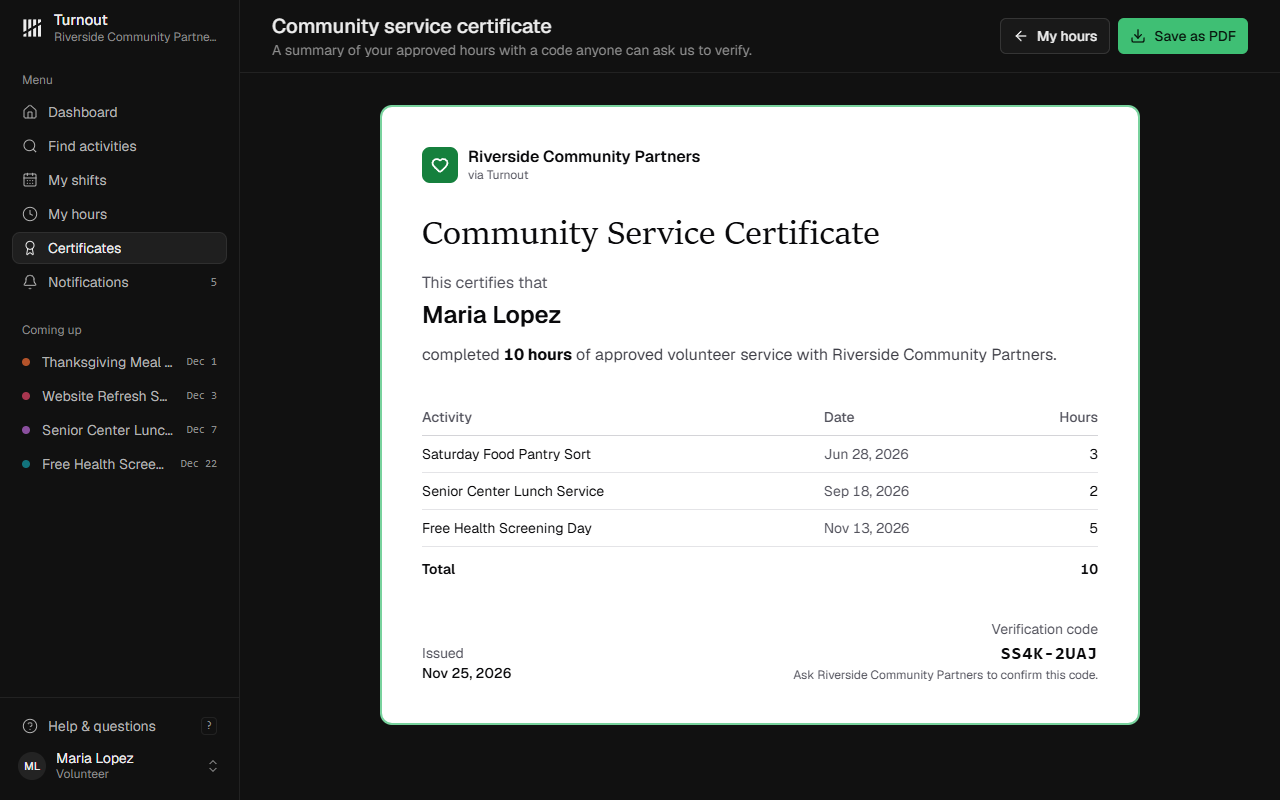 Turnout
Riverside Community Partne...
Menu
Dashboard
Find activities
My shifts
My hours
Certificates
Notifications 5
Coming up
Thanksgiving Meal ... Dec 1
Website Refresh S... Dec 3
Senior Center Lunc... Dec 7
Free Health Scree... Dec 22
Help & questions ?
ML
Maria Lopez
Volunteer
Community service certificate
A summary of your approved hours with a code anyone can ask us to verify.
My hours
Save as PDF
Riverside Community Partners
via Turnout
Community Service Certificate
This certifies that
Maria Lopez
completed 10 hours of approved volunteer service with Riverside Community Partners.
Activity Date Hours
Saturday Food Pantry Sort Jun 28, 2026 3
Senior Center Lunch Service Sep 18, 2026 2
Free Health Screening Day Nov 13, 2026 5
Total 10
Issued
Nov 25, 2026
Verification code
SS4K-2UAJ
Ask Riverside Community Partners to confirm this code.